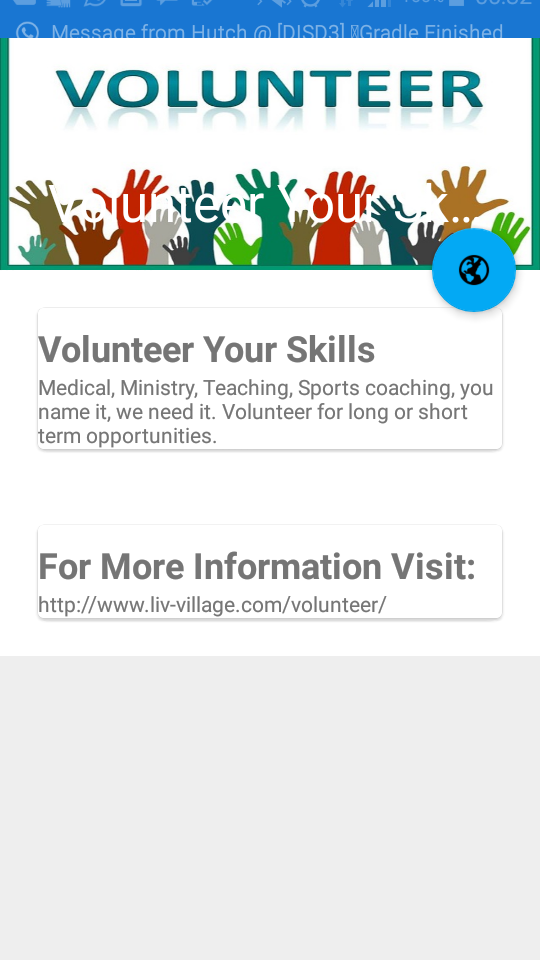 Message from Hutch @ [DISD3] Gradle Finished
VOLUNTEER
Volunteer Your Sk...
Volunteer Your Skills
Medical, Ministry, Teaching, Sports coaching, you
name it, we need it. Volunteer for long or short
term opportunities.
For More Information Visit:
http://www.liv-village.com/volunteer/